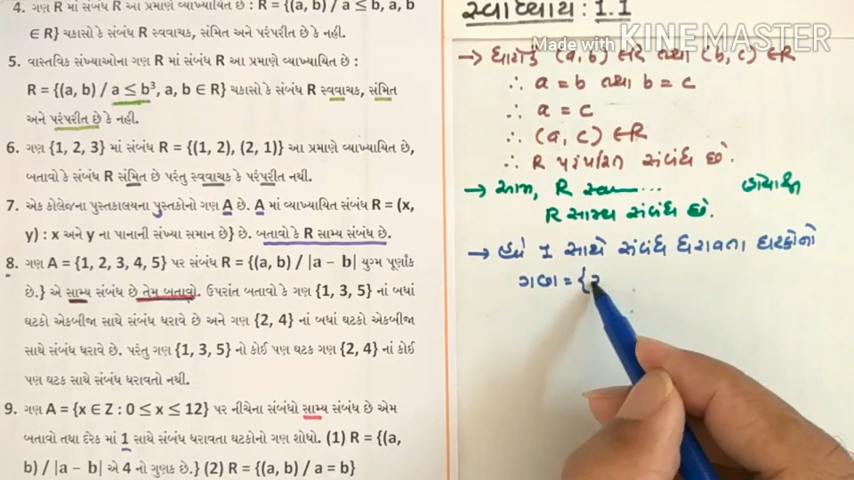 4. ગણ R માં સંબંધ R આ પ્રમાણે વ્યાખ્યાયિત છે : R = {(a, b) / a ≤ b, a, b
∈ R} ચકાસો કે સંબંધ R સ્વવાચક, સંમિત અને પરંપરીત છે કે નહી.
5. વાસ્તવિક સંખ્યાઓના ગણ R માં સંબંધ R આ પ્રમાણે વ્યાખ્યાયિત છે :
R = {(a, b) / a ≤ b³, a, b ∈ R} ચકાસો કે સંબંધ R સ્વવાચક, સંમિત
અને પરંપરીત છે કે નહી.
6. ગણ {1, 2, 3} માં સંબંધ R = {(1, 2), (2, 1)} આ પ્રમાણે વ્યાખ્યાયિત છે,
બતાવો કે સંબંધ R સંમિત છે પરંતુ સ્વવાચક કે પરંપરીત નથી.
7. એક કોલેજના પુસ્તકાલયના પુસ્તકોનો ગણ A છે. A માં વ્યાખ્યાયિત સંબંધ R = (x,
y) : x અને y ના પાનાની સંખ્યા સમાન છે} છે. બતાવો કે R સામ્ય સંબંધ છે.
8. ગણ A = {1, 2, 3, 4, 5} પર સંબંધ R = {(a, b) / |a – b| યુગ્મ પૂર્ણાંક
છે.} એ સામ્ય સંબંધ છે તેમ બતાવો. ઉપરાંત બતાવો કે ગણ {1, 3, 5} નાં બધાં
ઘટકો એકબીજા સાથે સંબંધ ધરાવે છે અને ગણ {2, 4} નાં બધાં ઘટકો એકબીજા
સાથે સંબંધ ધરાવે છે. પરંતુ ગણ {1, 3, 5} નો કોઈ પણ ઘટક ગણ {2, 4} નાં કોઈ
પણ ઘટક સાથે સંબંધ ધરાવતો નથી.
9. ગણ A = {x ∈ Z : 0 ≤ x ≤ 12} પર નીચેના સંબંધો સામ્ય સંબંધ છે એમ
બતાવો તથા દરેક માં 1 સાથે સંબંધ ધરાવતા ઘટકોનો ગણ શોધો. (1) R = {(a,
b) / |a – b| એ 4 નો ગુણક છે.} (2) R = {(a, b) / a = b}
સ્વાધ્યાય : 1.1
Made with KINEMASTER
→ ધારોકે (a, b) ∈ R તથા (b, c) ∈ R
∴ a = b તથા b = c
∴ a = c
∴ (a, c) ∈ R
∴ R પરંપરિત સંબંધ છે.
→ આમ, R સ્વ ... હોવાથી
R સામ્ય સંબંધ છે.
→ હવે 1 સાથે સંબંધ ધરાવતા ઘટકોનો
ગણ = {